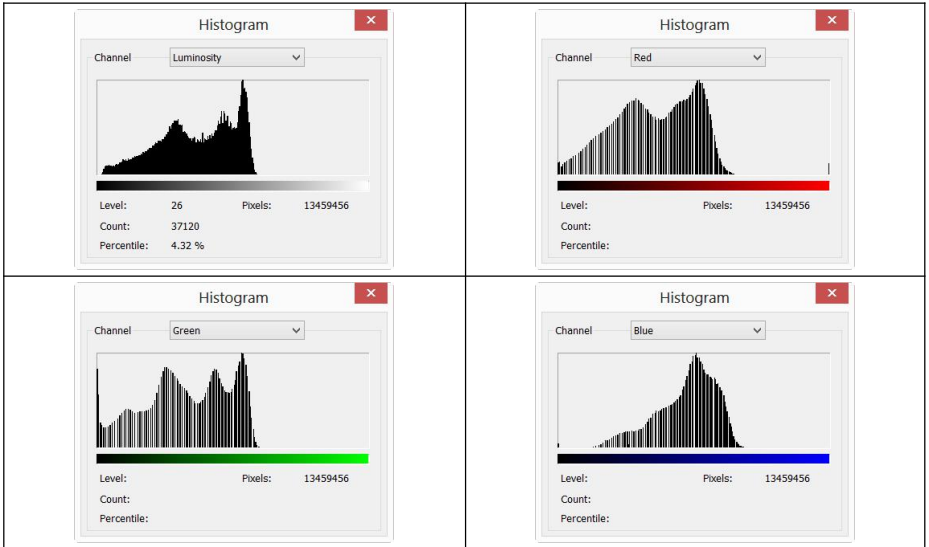 Histogram
Channel Luminosity
Level: 26 Pixels: 13459456
Count: 37120
Percentile: 4.32 %
Histogram
Channel Red
Level: Pixels: 13459456
Count:
Percentile:
Histogram
Channel Green
Level: Pixels: 13459456
Count:
Percentile:
Histogram
Channel Blue
Level: Pixels: 13459456
Count:
Percentile: